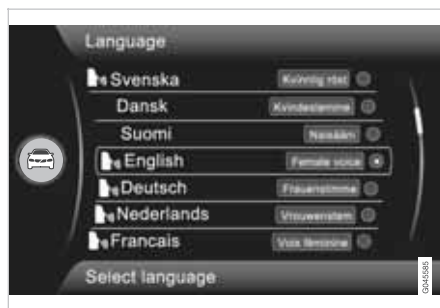 Language
Svenska Kvinnlig röst
Dansk Kvindestemme
Suomi Naisääni
English Female voice
Deutsch Frauenstimme
Nederlands Vrouwenstem
Francais Voix féminine
Select language
G045585